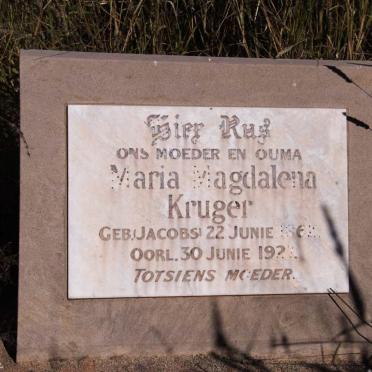 Hier Rus
ONS MOEDER EN OUMA
Maria Magdalena
Kruger
GEB. JACOBS 22 JUNIE
OORL. 30 JUNIE
TOTSIENS MOEDER.